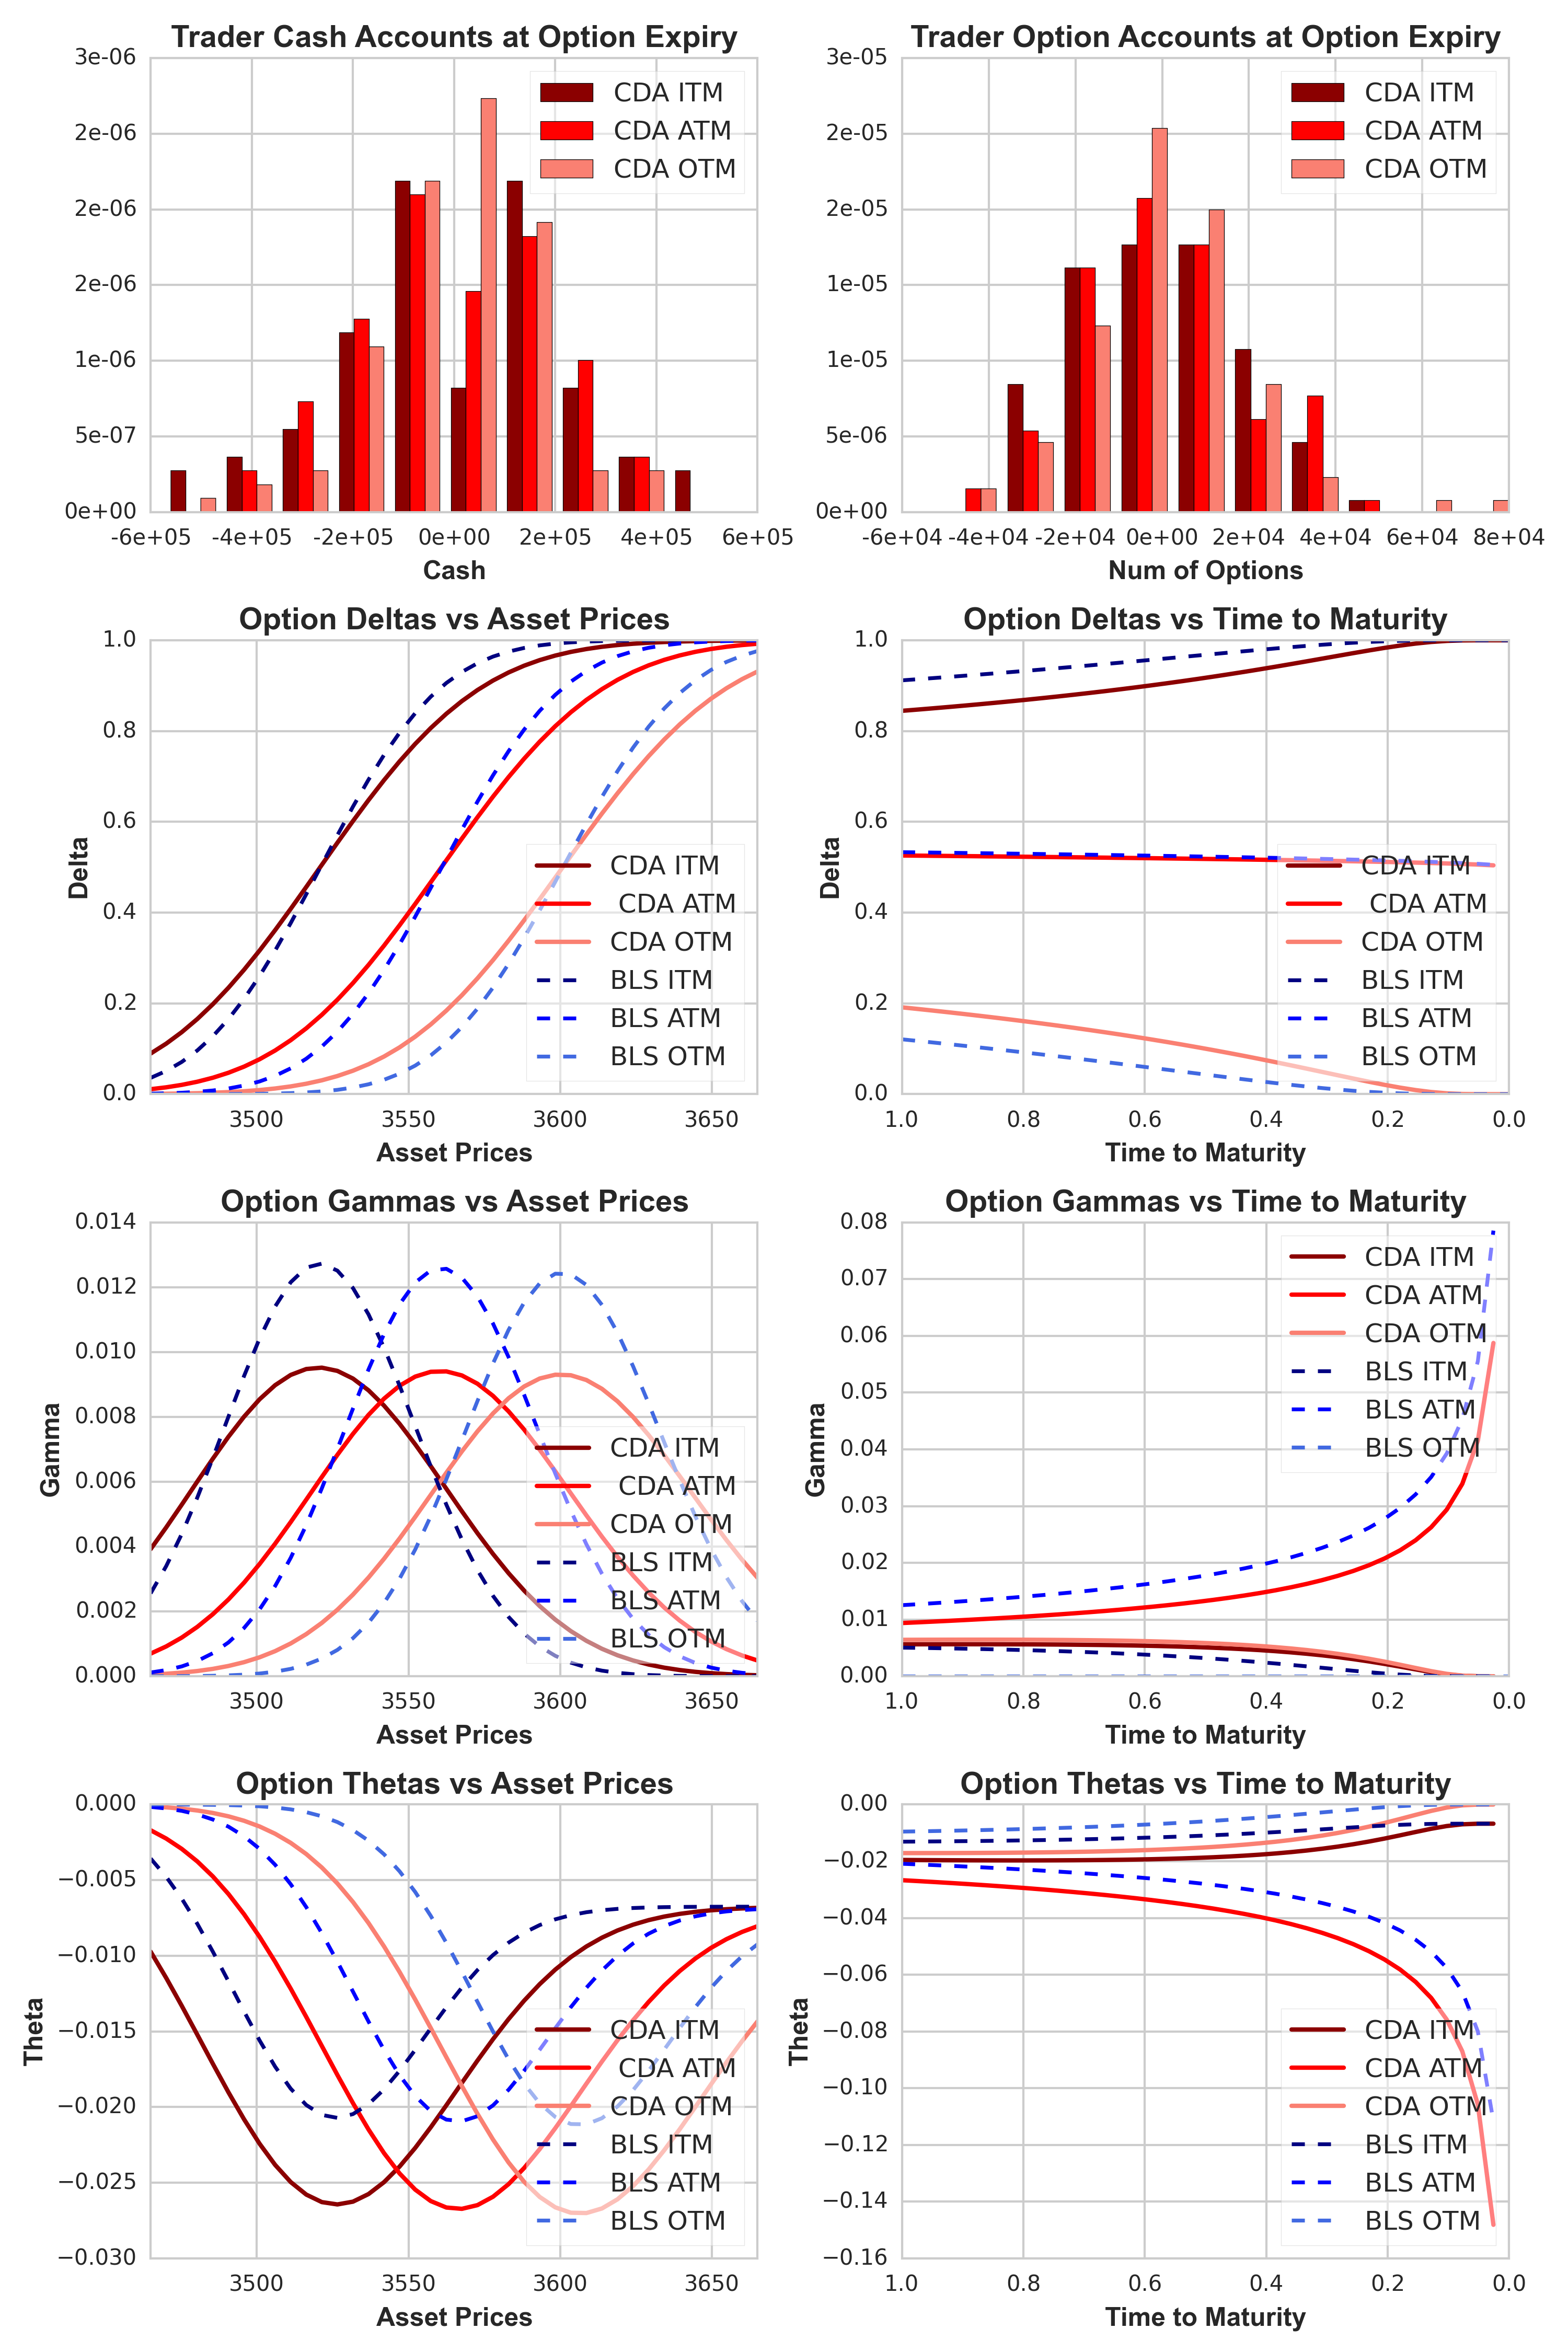 Trader Cash Accounts at Option Expiry
3e-06
2e-06
2e-06
2e-06
1e-06
5e-07
0e+00
-6e+05 -4e+05 -2e+05 0e+00 2e+05 4e+05 6e+05
Cash
CDA ITM
CDA ATM
CDA OTM
Trader Option Accounts at Option Expiry
3e-05
2e-05
2e-05
1e-05
1e-05
5e-06
0e+00
-6e+04 -4e+04 -2e+04 0e+00 2e+04 4e+04 6e+04 8e+04
Num of Options
CDA ITM
CDA ATM
CDA OTM
Option Deltas vs Asset Prices
1.0
0.8
0.6
0.4
0.2
0.0
Delta
3500 3550 3600 3650
Asset Prices
CDA ITM
CDA ATM
CDA OTM
BLS ITM
BLS ATM
BLS OTM
Option Deltas vs Time to Maturity
1.0
0.8
0.6
0.4
0.2
0.0
Delta
1.0 0.8 0.6 0.4 0.2 0.0
Time to Maturity
CDA ITM
CDA ATM
CDA OTM
BLS ITM
BLS ATM
BLS OTM
Option Gammas vs Asset Prices
0.014
0.012
0.010
0.008
0.006
0.004
0.002
0.000
Gamma
3500 3550 3600 3650
Asset Prices
CDA ITM
CDA ATM
CDA OTM
BLS ITM
BLS ATM
BLS OTM
Option Gammas vs Time to Maturity
0.08
0.07
0.06
0.05
0.04
0.03
0.02
0.01
0.00
Gamma
1.0 0.8 0.6 0.4 0.2 0.0
Time to Maturity
CDA ITM
CDA ATM
CDA OTM
BLS ITM
BLS ATM
BLS OTM
Option Thetas vs Asset Prices
0.000
−0.005
−0.010
−0.015
−0.020
−0.025
−0.030
Theta
3500 3550 3600 3650
Asset Prices
CDA ITM
CDA ATM
CDA OTM
BLS ITM
BLS ATM
BLS OTM
Option Thetas vs Time to Maturity
0.00
−0.02
−0.04
−0.06
−0.08
−0.10
−0.12
−0.14
−0.16
Theta
1.0 0.8 0.6 0.4 0.2 0.0
Time to Maturity
CDA ITM
CDA ATM
CDA OTM
BLS ITM
BLS ATM
BLS OTM